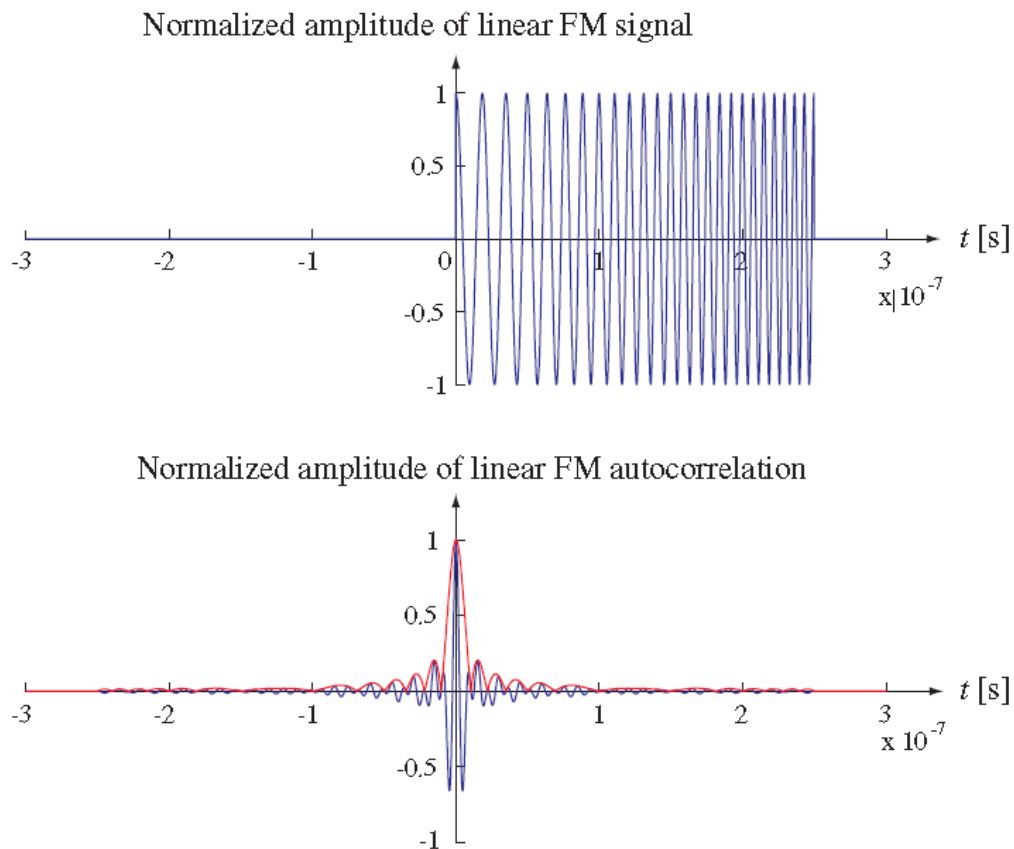 Normalized amplitude of linear FM signal
1
0.5
t [s]
-3 -2 -1 0 1 2 3
x|10^-7
-0.5
-1
Normalized amplitude of linear FM autocorrelation
1
0.5
t [s]
-3 -2 -1 1 2 3
x 10^-7
-0.5
-1